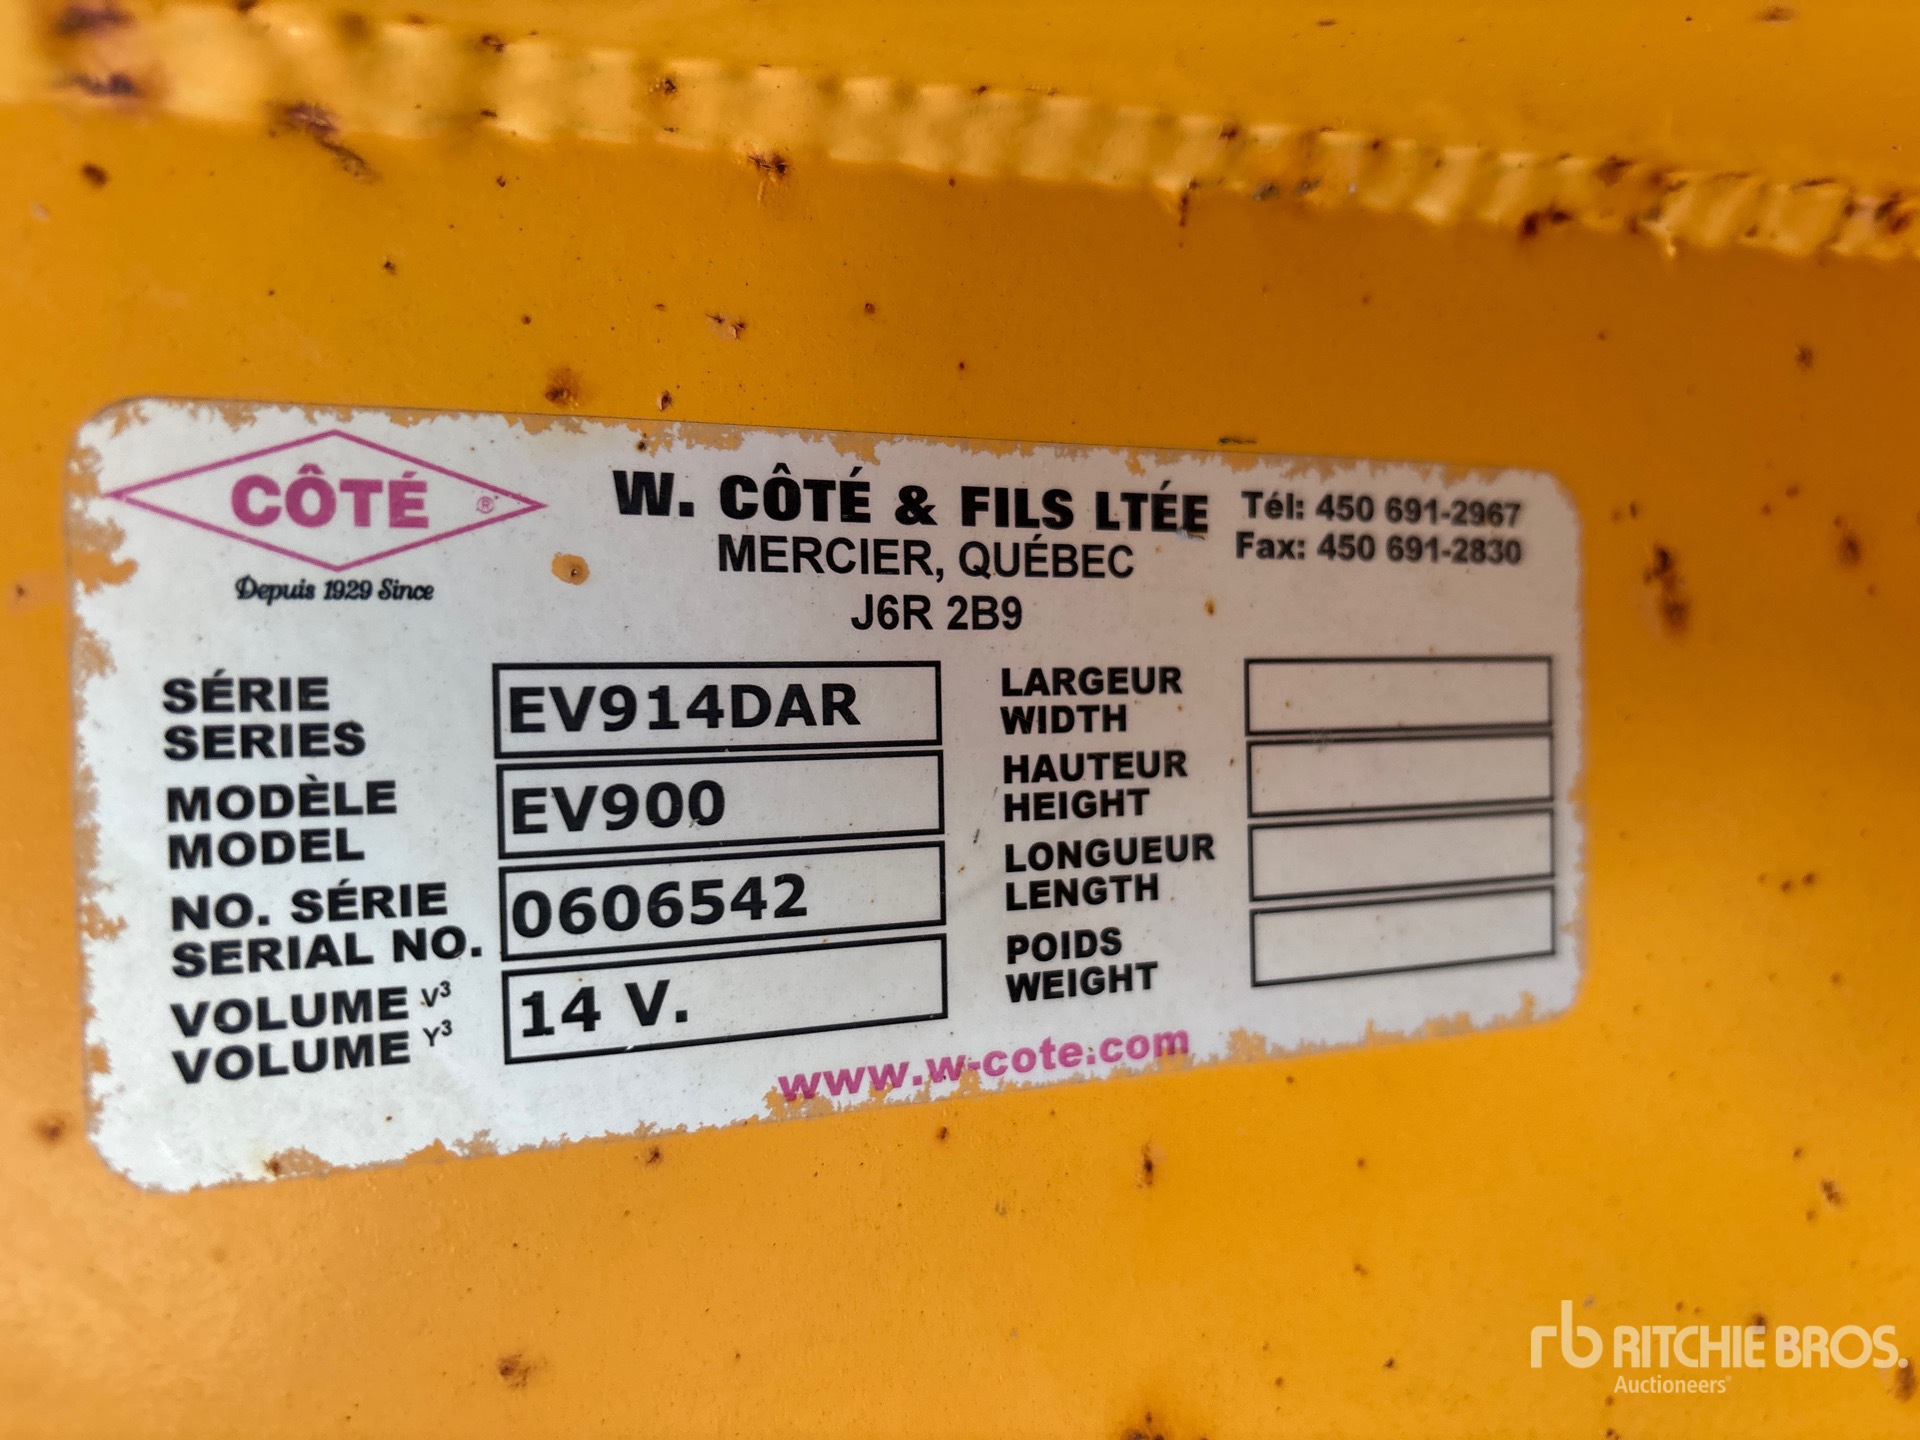 CÔTÉ ®
Depuis 1929 Since
W. CÔTÉ & FILS LTÉE
MERCIER, QUÉBEC
J6R 2B9
Tél: 450 691-2967
Fax: 450 691-2830
SÉRIE
SERIES
EV914DAR
MODÈLE
MODEL
EV900
NO. SÉRIE
SERIAL NO.
0606542
VOLUME V³
VOLUME Y³
14 V.
LARGEUR
WIDTH
HAUTEUR
HEIGHT
LONGUEUR
LENGTH
POIDS
WEIGHT
www.w-cote.com
rb RITCHIE BROS.
Auctioneers